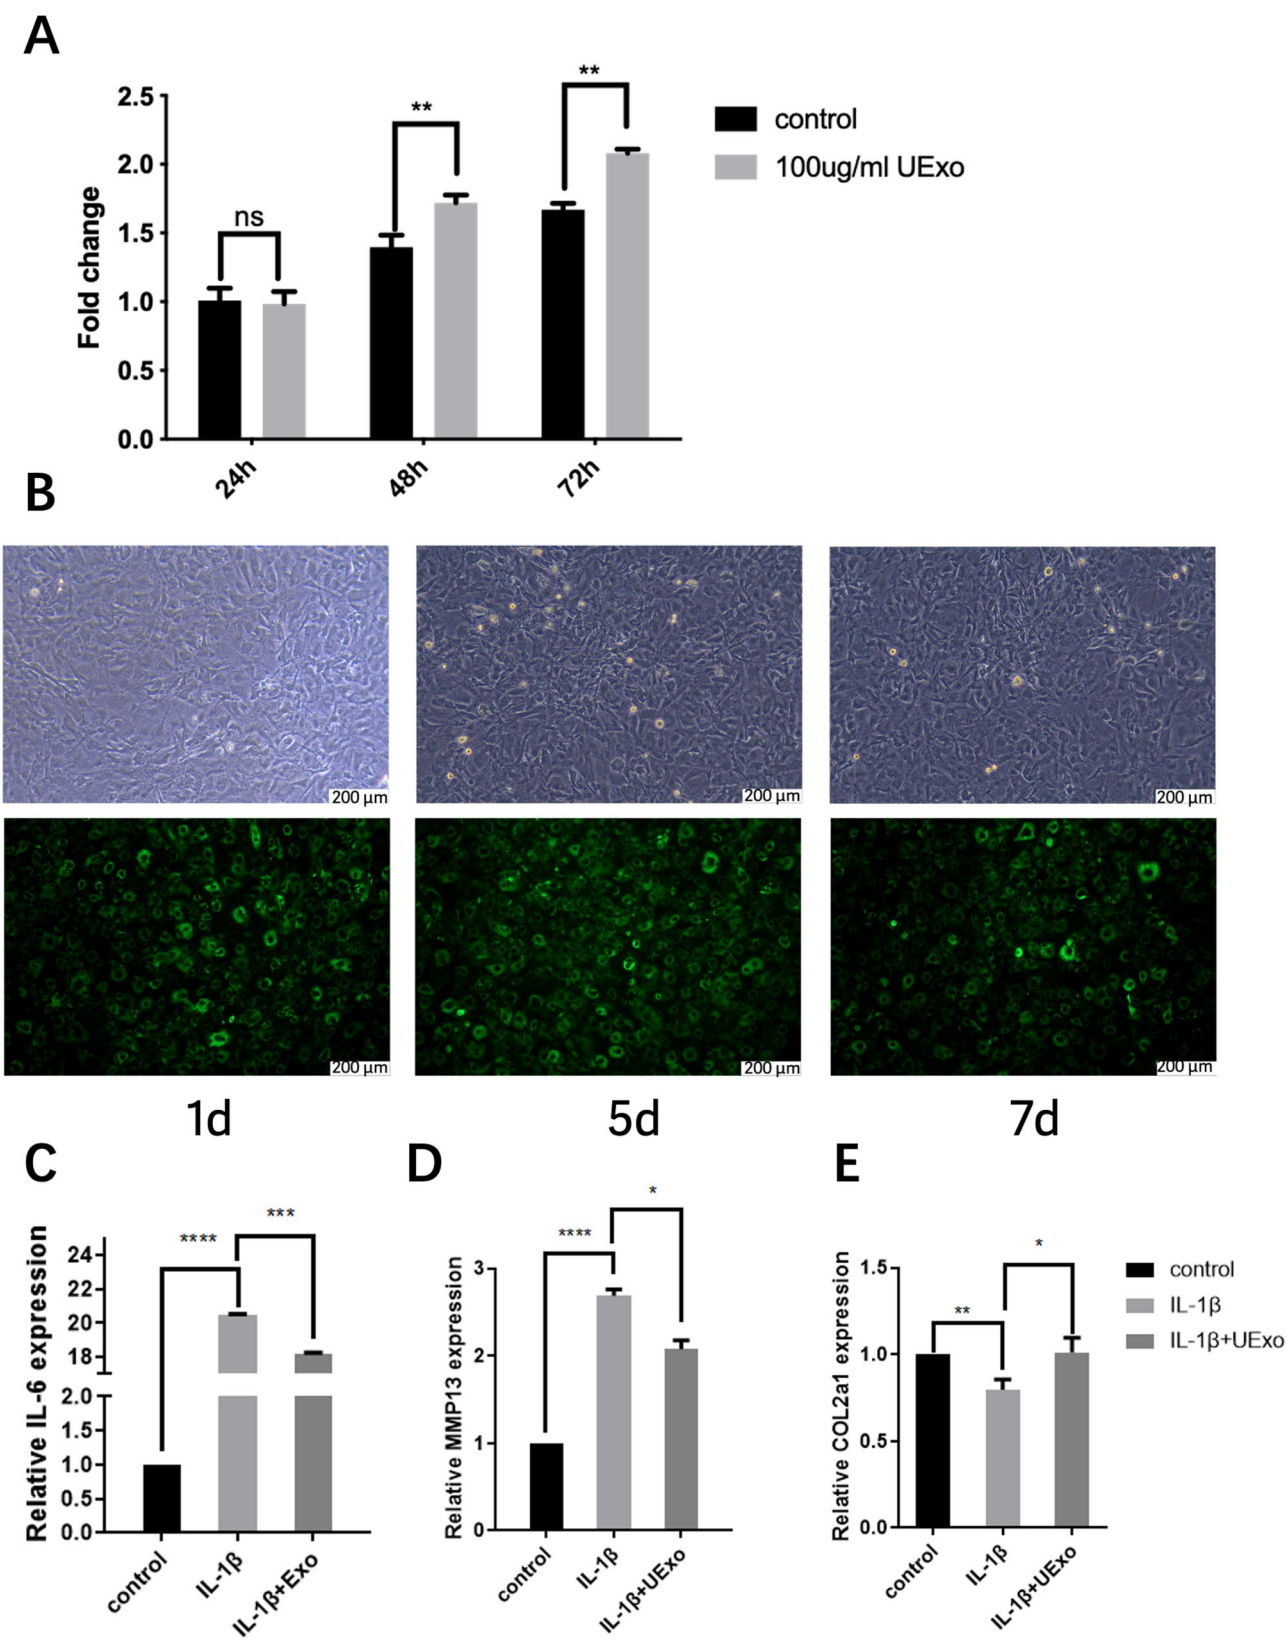 A
2.5
2.0
1.5
1.0
0.5
0.0
Fold change
ns
**
**
24h
48h
72h
control
100ug/ml UExo
B
200 μm
200 μm
200 μm
200 μm
200 μm
200 μm
1d
5d
7d
C
Relative IL-6 expression
24
22
20
18
2.0
1.5
1.0
0.5
0.0
****
***
control
IL-1β
IL-1β+Exo
D
Relative MMP13 expression
3
2
1
0
****
*
control
IL-1β
IL-1β+UExo
E
Relative COL2a1 expression
1.5
1.0
0.5
0.0
**
*
control
IL-1β
IL-1β+UExo
control
IL-1β
IL-1β+UExo